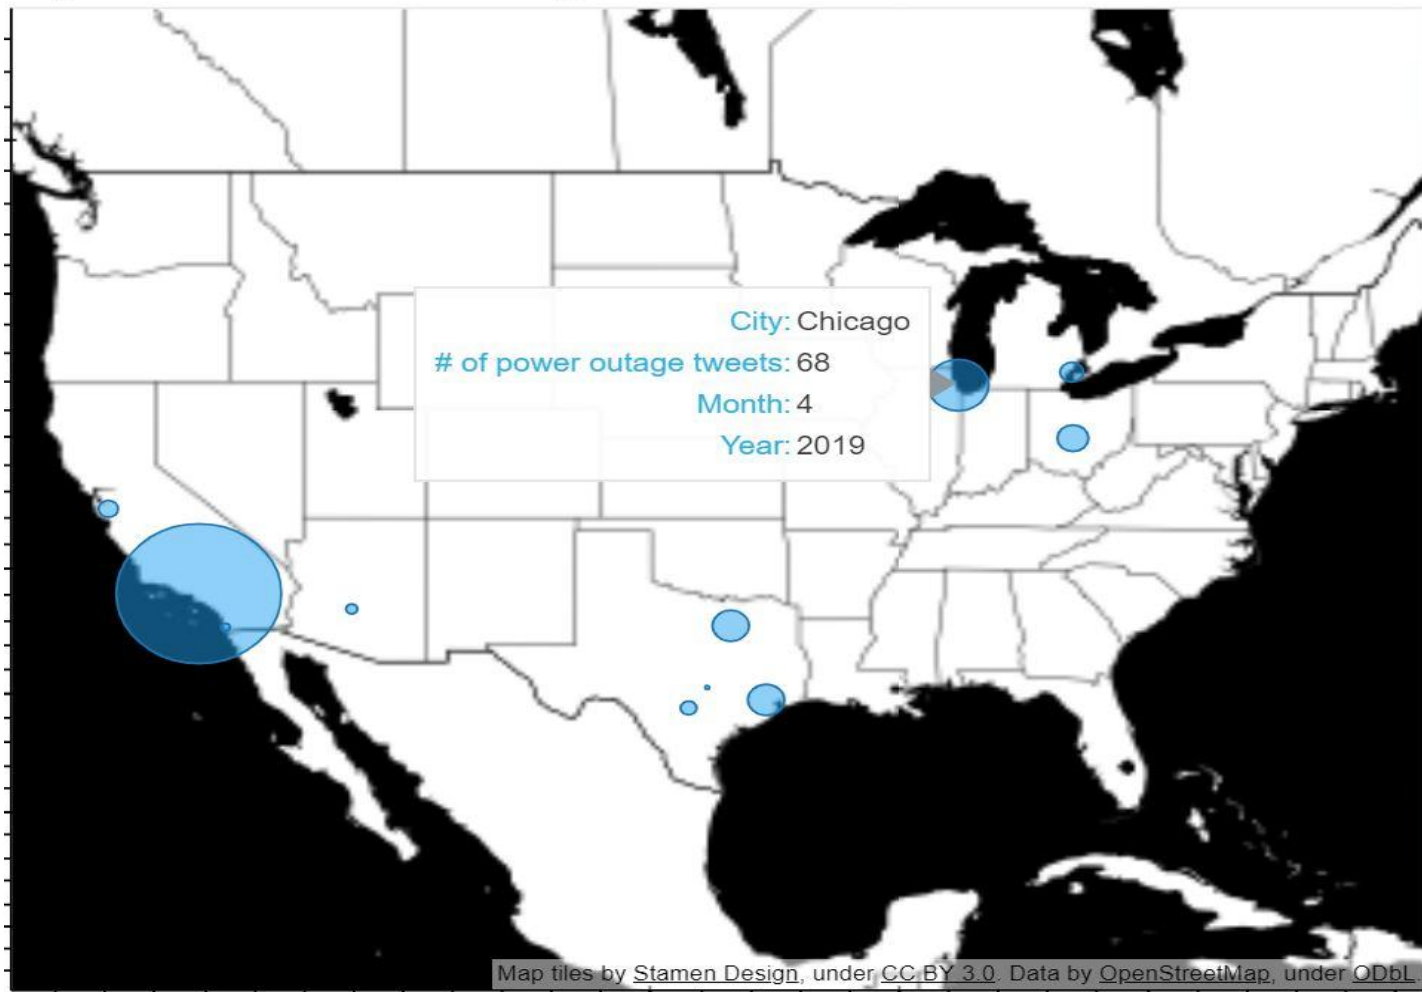 City: Chicago
# of power outage tweets: 68
Month: 4
Year: 2019
Map tiles by Stamen Design, under CC BY 3.0. Data by OpenStreetMap, under ODbL